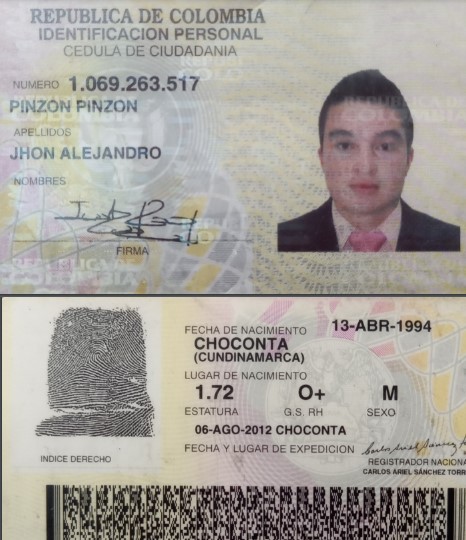 REPUBLICA DE COLOMBIA
IDENTIFICACION PERSONAL
CEDULA DE CIUDADANIA
NUMERO 1.069.263.517
PINZON PINZON
APELLIDOS
JHON ALEJANDRO
NOMBRES
FIRMA
INDICE DERECHO
FECHA DE NACIMIENTO 13-ABR-1994
CHOCONTA
(CUNDINAMARCA)
LUGAR DE NACIMIENTO
1.72 O+ M
ESTATURA G.S. RH SEXO
06-AGO-2012 CHOCONTA
FECHA Y LUGAR DE EXPEDICION
REGISTRADOR NACIONA
CARLOS ARIEL SÁNCHEZ TORR